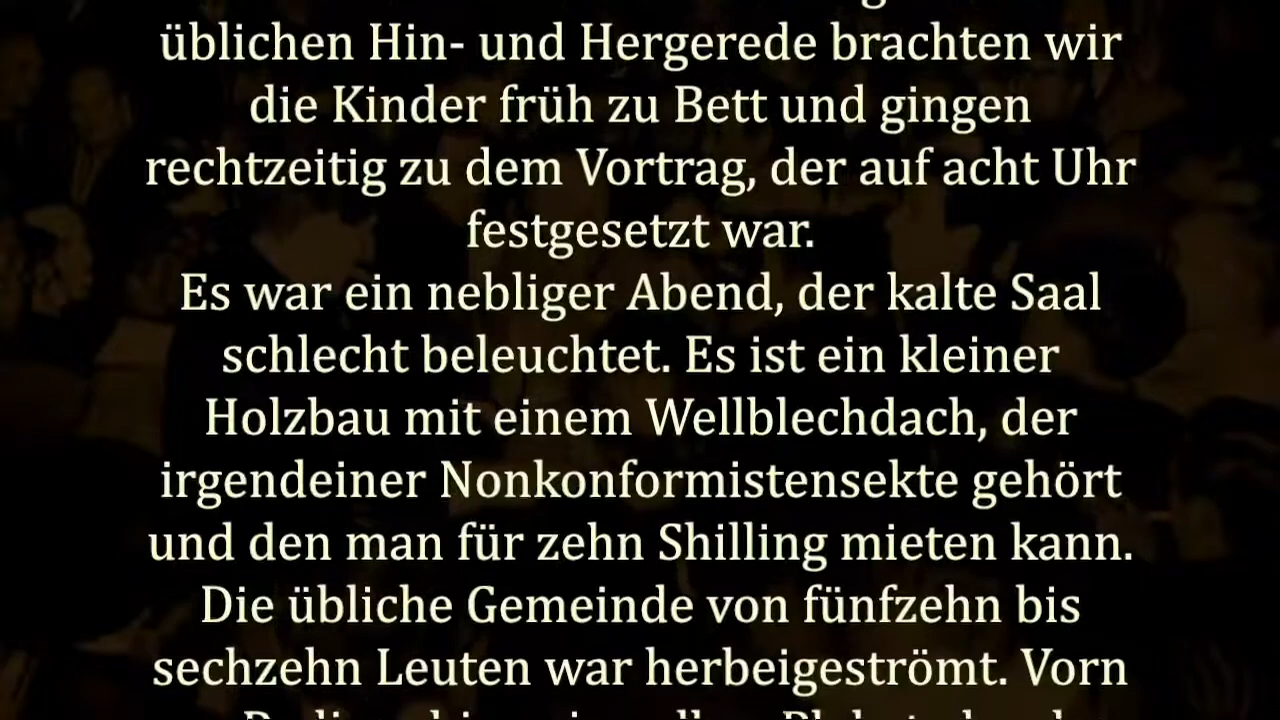 üblichen Hin- und Hergerede brachten wir
die Kinder früh zu Bett und gingen
rechtzeitig zu dem Vortrag, der auf acht Uhr
festgesetzt war.
Es war ein nebliger Abend, der kalte Saal
schlecht beleuchtet. Es ist ein kleiner
Holzbau mit einem Wellblechdach, der
irgendeiner Nonkonformistensekte gehört
und den man für zehn Shilling mieten kann.
Die übliche Gemeinde von fünfzehn bis
sechzehn Leuten war herbeigeströmt. Vorn